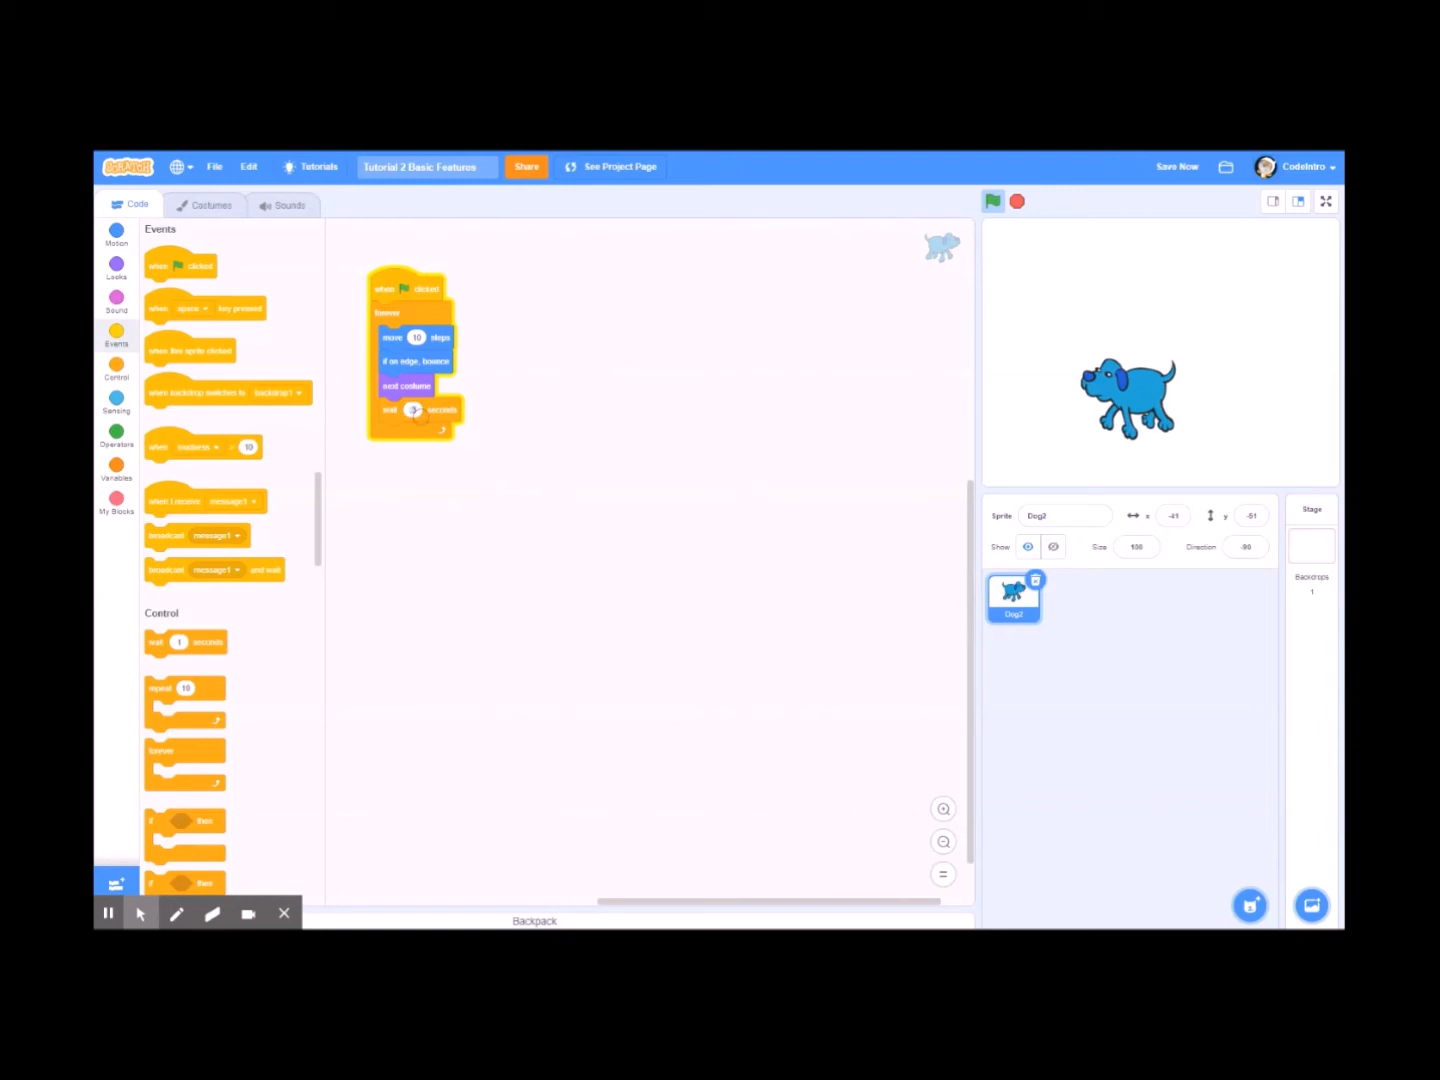 SCRATCH
File
Edit
Tutorials
Tutorial 2 Basic Features
Share
See Project Page
Save Now
CodeIntro
Code
Costumes
Sounds
Motion
Looks
Sound
Events
Control
Sensing
Operators
Variables
My Blocks
Events
when clicked
when space key pressed
when this sprite clicked
when backdrop switches to backdrop1
when loudness > 10
when I receive message1
broadcast message1
broadcast message1 and wait
Control
wait 1 seconds
repeat 10
forever
if then
if then
when clicked
forever
move 10 steps
if on edge, bounce
next costume
wait seconds
Backpack
Sprite
Dog2
x
-41
y
-51
Show
Size
100
Direction
-90
Dog2
Stage
Backdrops
1